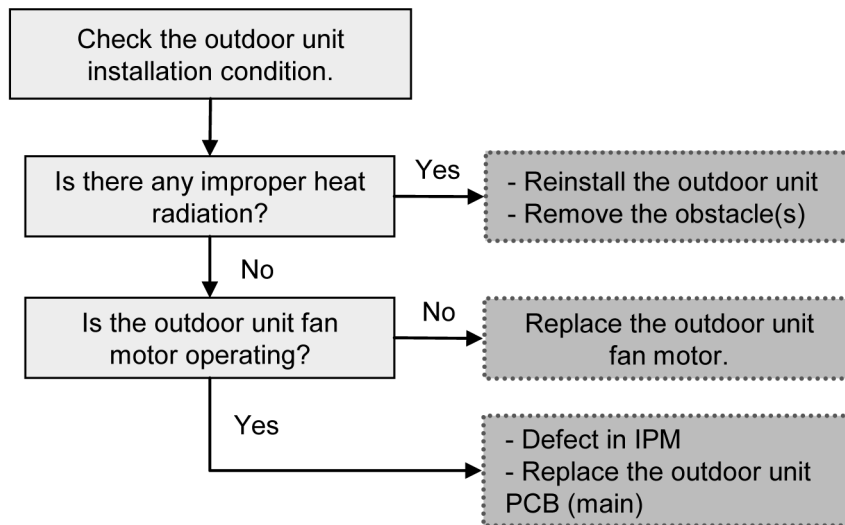 Check the outdoor unit
installation condition.
Is there any improper heat
radiation?
Yes
- Reinstall the outdoor unit
- Remove the obstacle(s)
No
Is the outdoor unit fan
motor operating?
No
Replace the outdoor unit
fan motor.
Yes
- Defect in IPM
- Replace the outdoor unit
PCB (main)